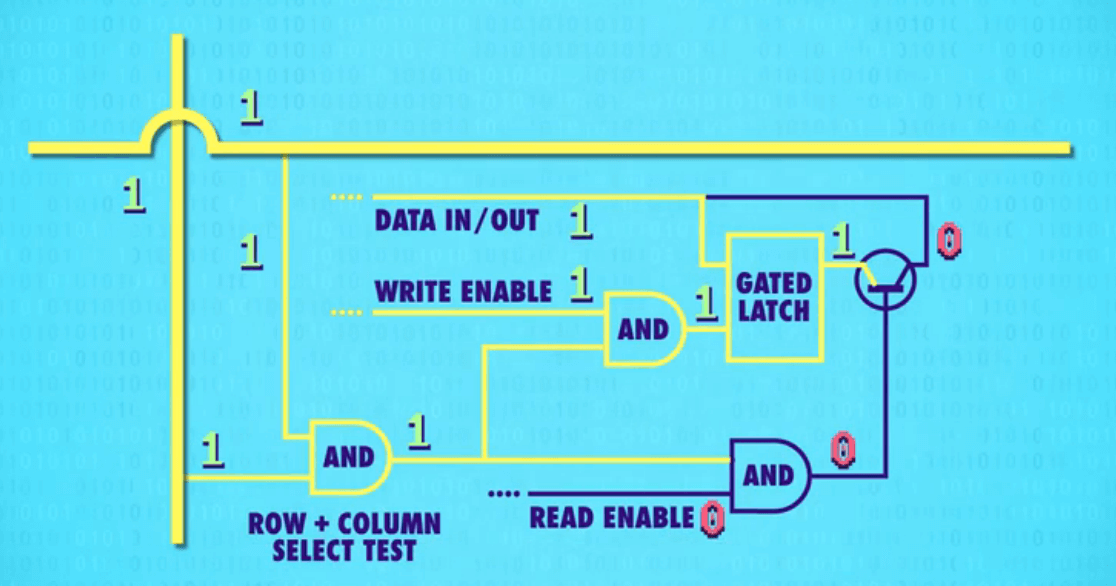 1
1
1
DATA IN/OUT 1
1
0
WRITE ENABLE 1
AND
1
GATED
LATCH
1
AND
1
0
AND
READ ENABLE 0
ROW + COLUMN
SELECT TEST